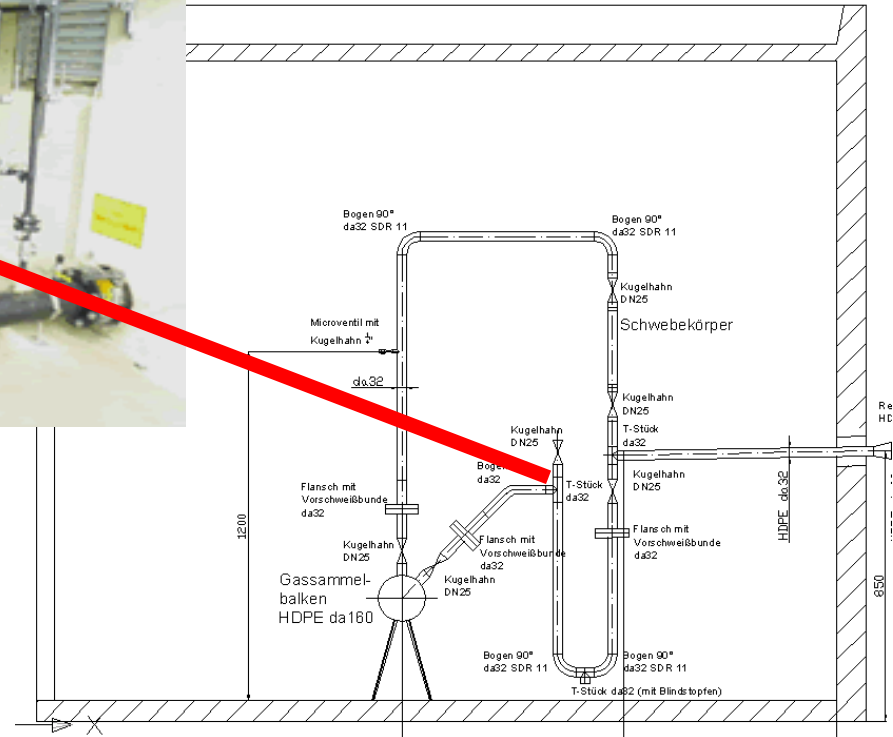 Bogen 90°
da32 SDR 11
Bogen 90°
da32 SDR 11
Kugelhahn
DN25
Schwebekörper
Microventil mit
Kugelhahn
da32
Kugelhahn
DN25
T-Stück
da32
Kugelhahn
DN25
da32
T-Stück
da32
Kugelhahn
DN25
Flansch mit
Vorschweißbunde
da32
HDPE da32
1200
Flansch mit
Vorschweißbunde
da32
Flansch mit
Vorschweißbunde
da32
Kugelhahn
DN25
Kugelhahn
DN25
Gassammel-
balken
HDPE da160
850
Bogen 90°
da32 SDR 11
Bogen 90°
da32 SDR 11
T-Stück da32 (mit Blindstopfen)
X